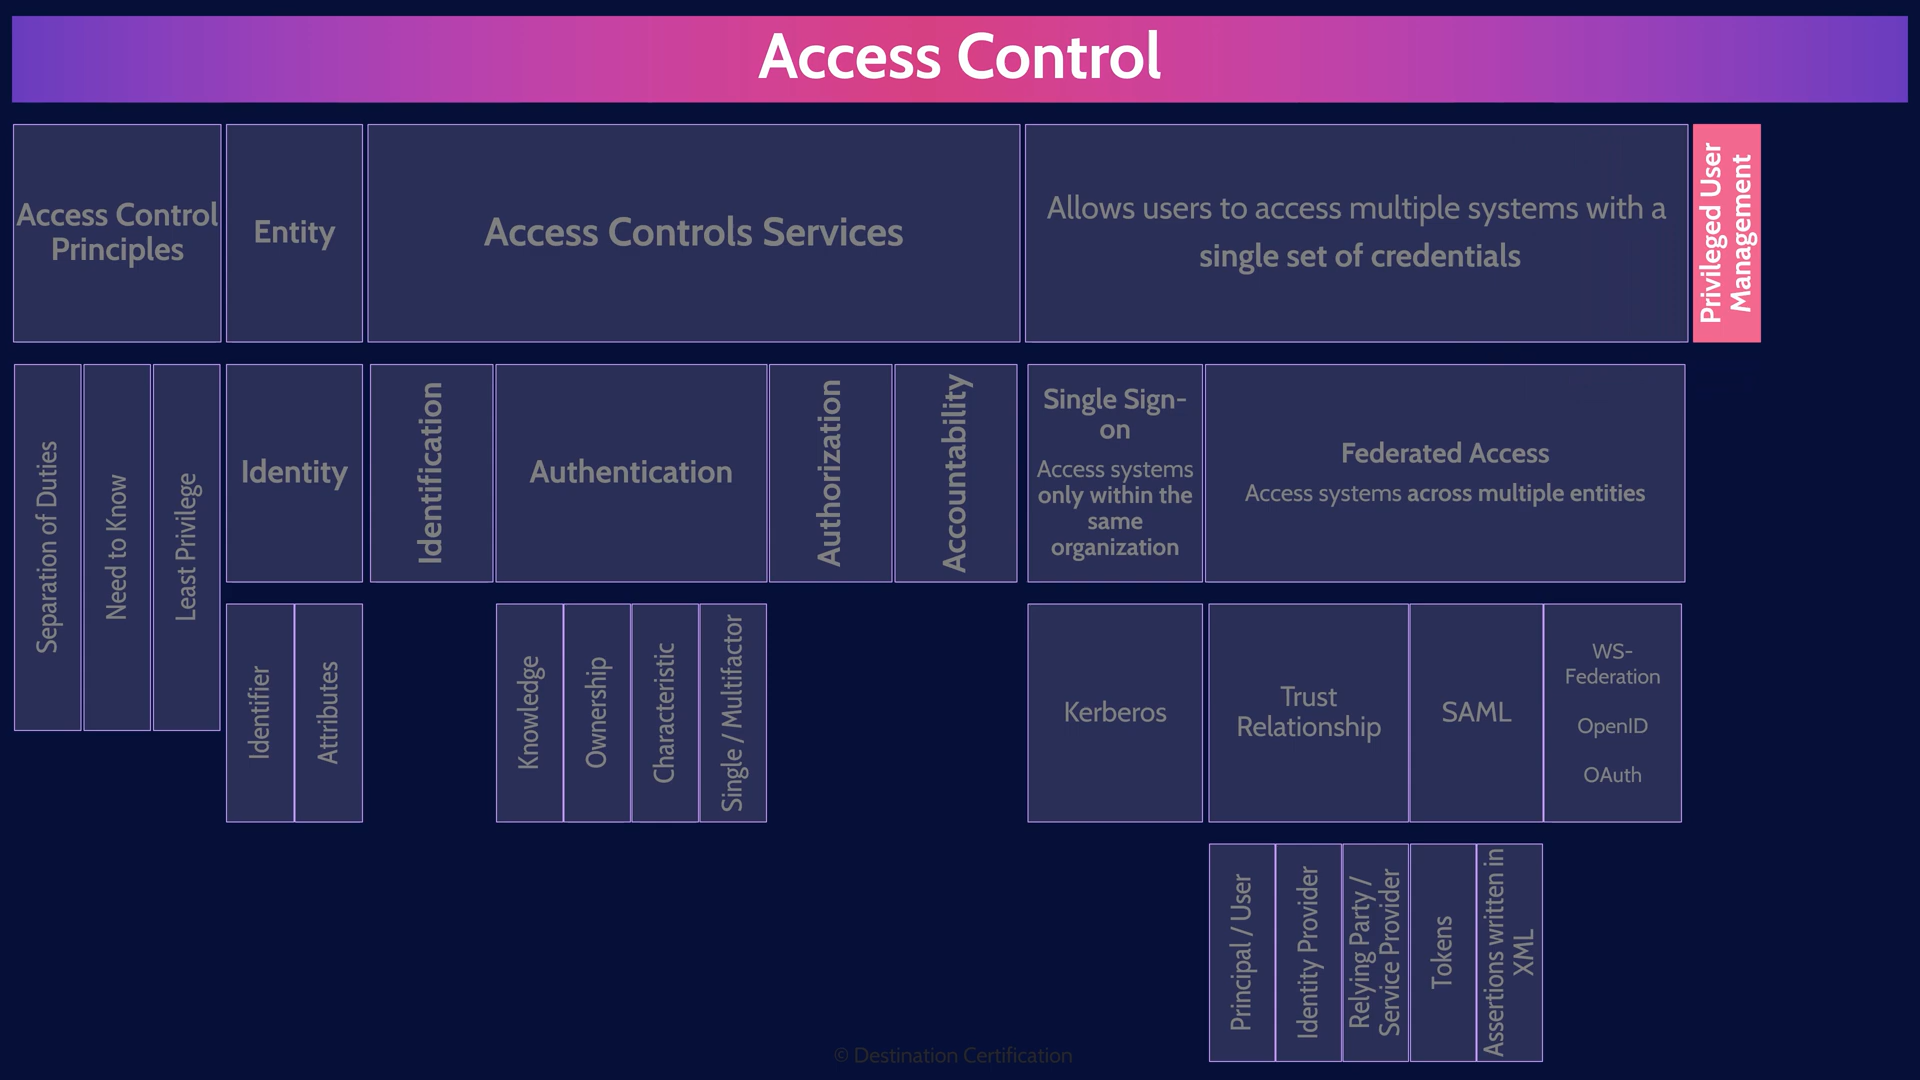 Access Control
Access Control
Principles
Entity
Access Controls Services
Allows users to access multiple systems with a
single set of credentials
Privileged User
Management
Separation of Duties
Need to Know
Least Privilege
Identity
Identification
Authentication
Authorization
Accountability
Single Sign-
on
Access systems
only within the
same
organization
Federated Access
Access systems across multiple entities
Identifier
Attributes
Knowledge
Ownership
Characteristic
Single / Multifactor
Kerberos
Trust
Relationship
SAML
WS-
Federation
OpenID
OAuth
Principal / User
Identity Provider
Relying Party /
Service Provider
Tokens
Assertions written in
XML
© Destination Certification